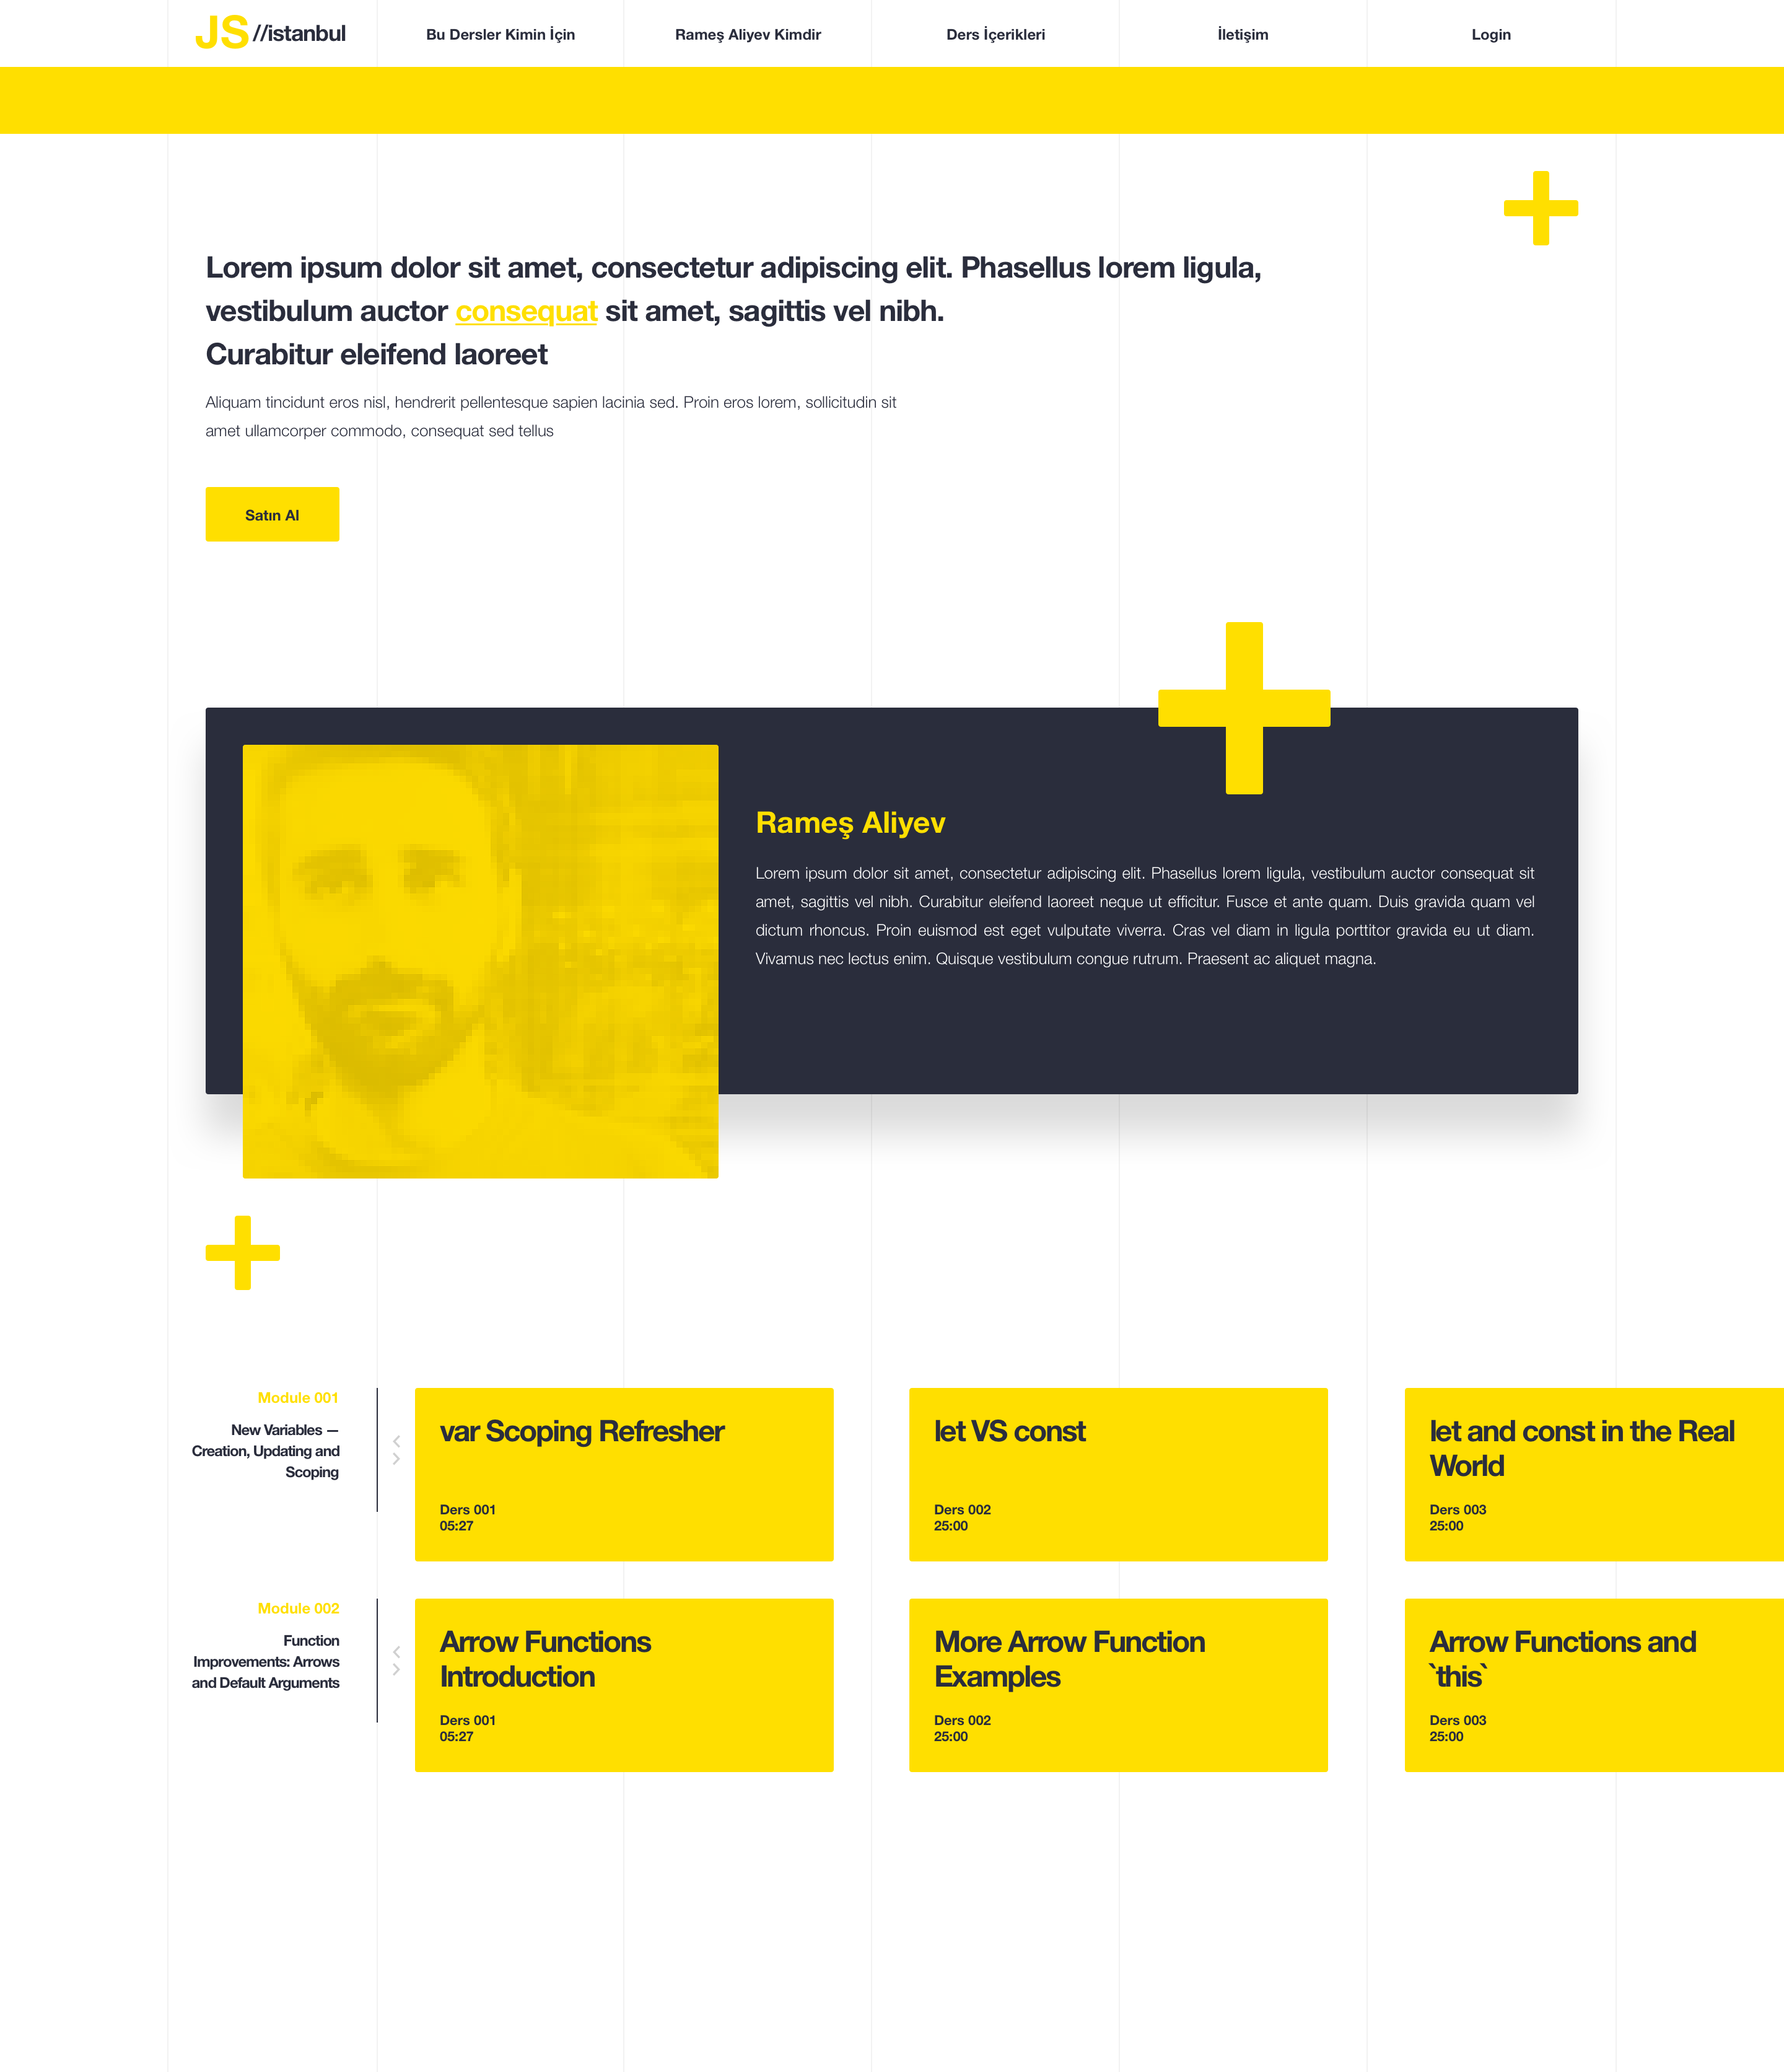 JS //istanbul
Bu Dersler Kimin İçin
Rameş Aliyev Kimdir
Ders İçerikleri
İletişim
Login
Lorem ipsum dolor sit amet, consectetur adipiscing elit. Phasellus lorem ligula,
vestibulum auctor consequat sit amet, sagittis vel nibh.
Curabitur eleifend laoreet
Aliquam tincidunt eros nisl, hendrerit pellentesque sapien lacinia sed. Proin eros lorem, sollicitudin sit
amet ullamcorper commodo, consequat sed tellus
Satın Al
Rameş Aliyev
Lorem ipsum dolor sit amet, consectetur adipiscing elit. Phasellus lorem ligula, vestibulum auctor consequat sit
amet, sagittis vel nibh. Curabitur eleifend laoreet neque ut efficitur. Fusce et ante quam. Duis gravida quam vel
dictum rhoncus. Proin euismod est eget vulputate viverra. Cras vel diam in ligula porttitor gravida eu ut diam.
Vivamus nec lectus enim. Quisque vestibulum congue rutrum. Praesent ac aliquet magna.
Module 001
New Variables —
Creation, Updating and
Scoping
var Scoping Refresher
Ders 001
05:27
let VS const
Ders 002
25:00
let and const in the Real
World
Ders 003
25:00
Module 002
Function
Improvements: Arrows
and Default Arguments
Arrow Functions
Introduction
Ders 001
05:27
More Arrow Function
Examples
Ders 002
25:00
Arrow Functions and
`this`
Ders 003
25:00